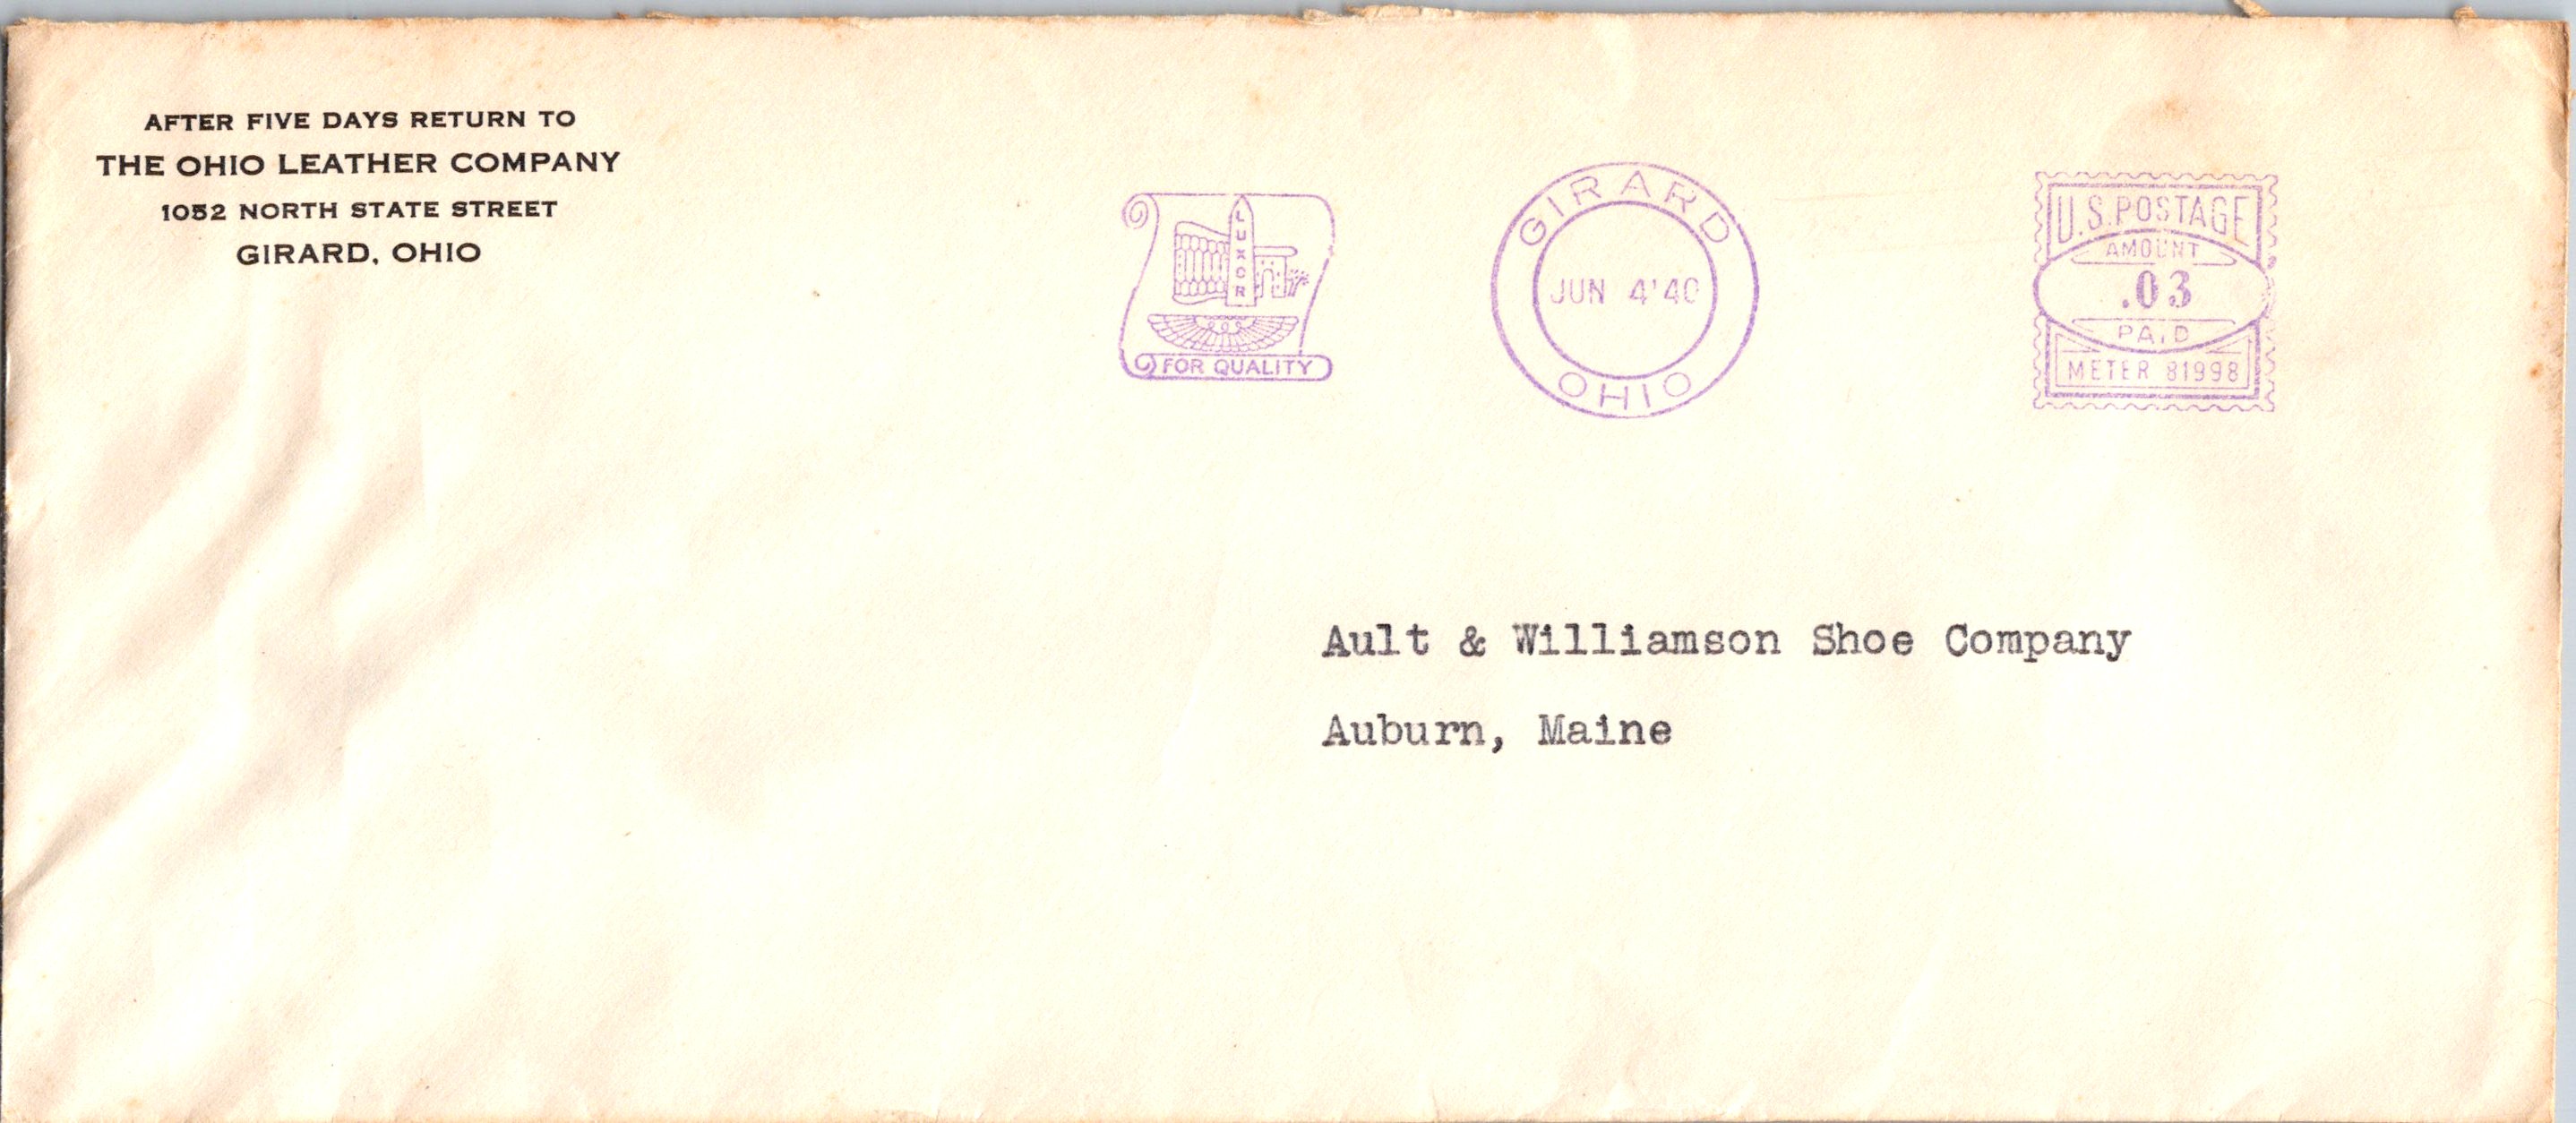 AFTER FIVE DAYS RETURN TO
THE OHIO LEATHER COMPANY
1052 NORTH STATE STREET
GIRARD, OHIO
LUXOR
FOR QUALITY
GIRARD
JUN 4'40
OHIO
U.S. POSTAGE
AMOUNT
.03
PAID
METER 81998
Ault & Williamson Shoe Company
Auburn, Maine